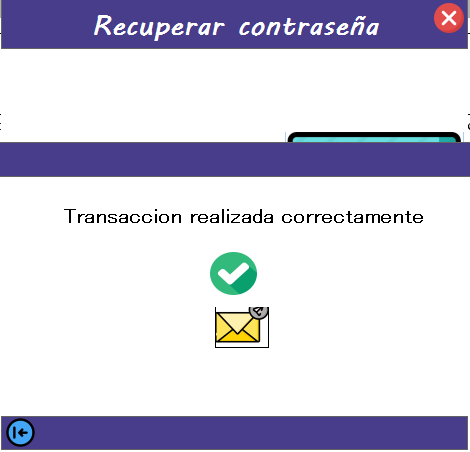 Recuperar contraseña
Transaccion realizada correctamente